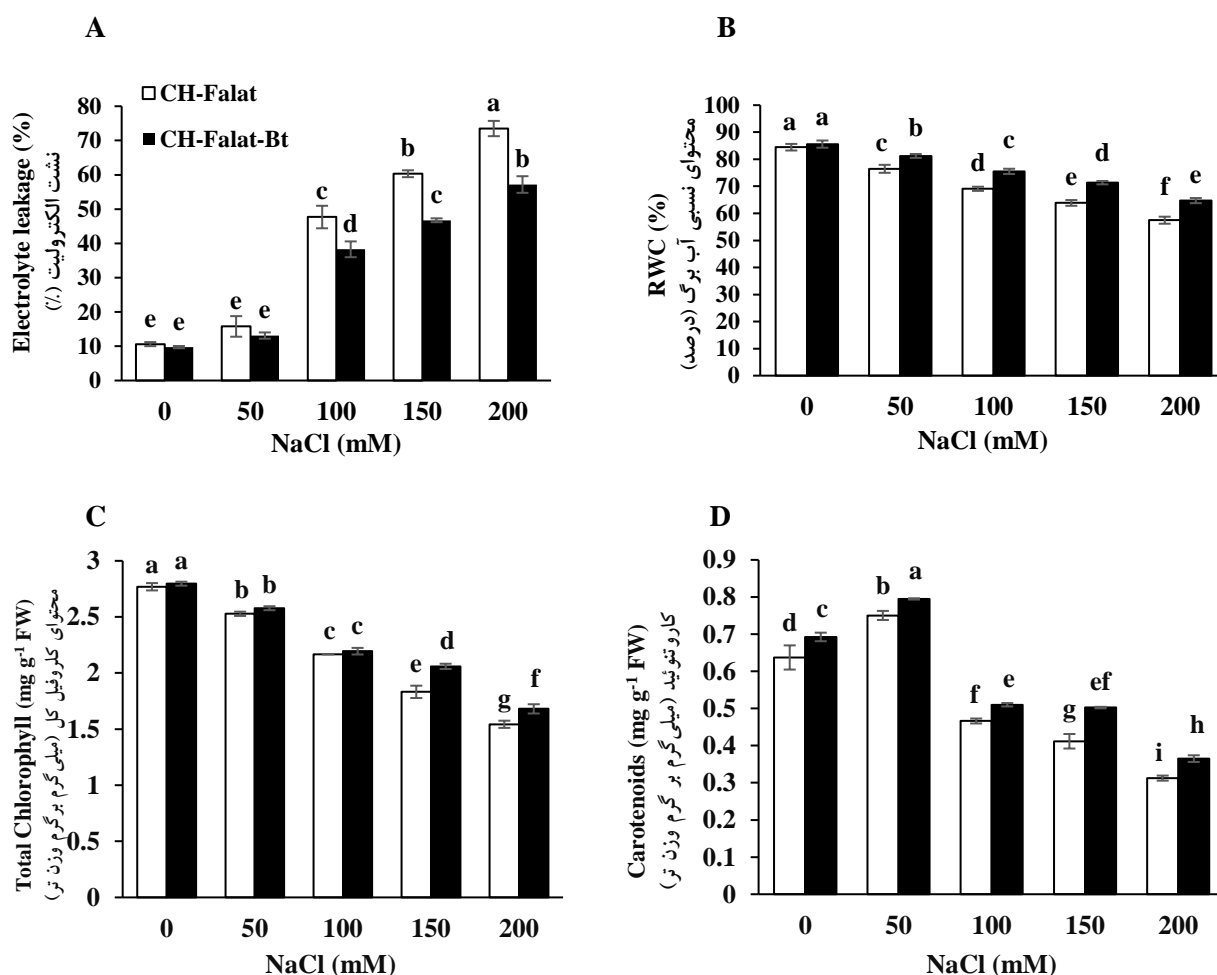 A
CH-Falat
CH-Falat-Bt
Electrolyte leakage (%)
نشت الکترولیت (٪)
80
70
60
50
40
30
20
10
0
e e e e c d b c a b
0 50 100 150 200
NaCl (mM)
B
RWC (%)
محتوای نسبی آب برگ (درصد)
100
90
80
70
60
50
40
30
20
10
0
a a c b d c e d f e
0 50 100 150 200
NaCl (mM)
C
Total Chlorophyll (mg g⁻¹ FW)
محتوای کلروفیل کل (میلی گرم بر گرم وزن تر)
3
2.5
2
1.5
1
0.5
0
a a b b c c e d g f
0 50 100 150 200
NaCl (mM)
D
Carotenoids (mg g⁻¹ FW)
کاروتنوئید (میلی گرم بر گرم وزن تر)
0.9
0.8
0.7
0.6
0.5
0.4
0.3
0.2
0.1
0
d c b a f e g ef i h
0 50 100 150 200
NaCl (mM)